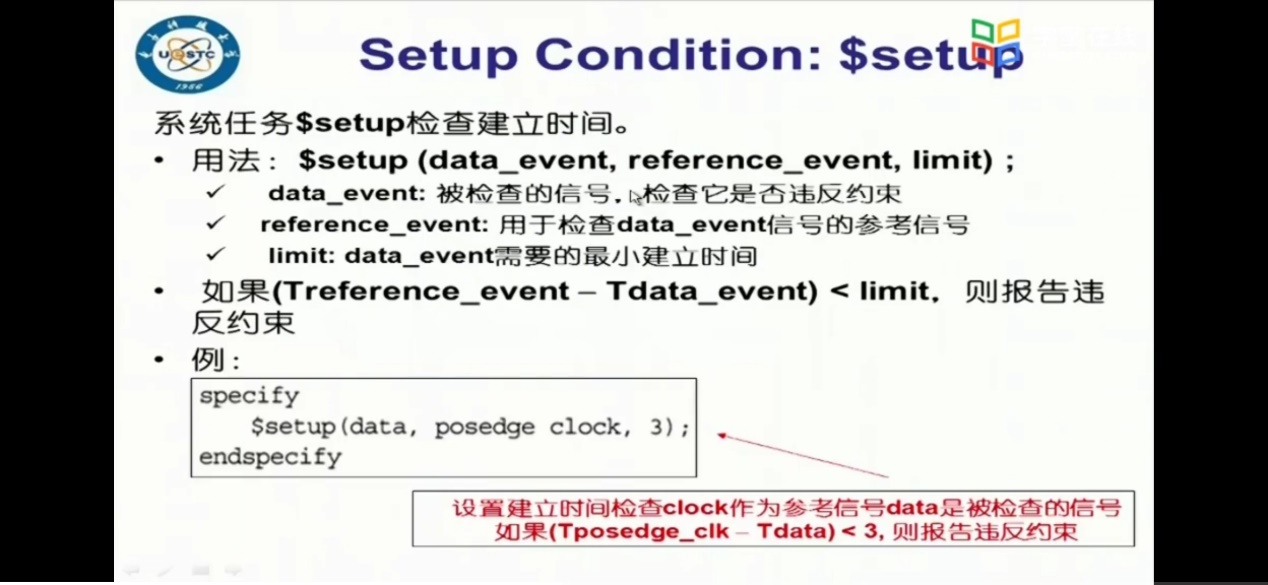 Setup Condition: $setup
UESTC
1956
系统任务$setup检查建立时间。
• 用法：$setup (data_event, reference_event, limit) ;
✓ data_event: 被检查的信号，检查它是否违反约束
✓ reference_event: 用于检查data_event信号的参考信号
✓ limit: data_event需要的最小建立时间
• 如果(Treference_event – Tdata_event) < limit，则报告违
反约束
• 例：
specify
$setup(data, posedge clock, 3);
endspecify
设置建立时间检查clock作为参考信号data是被检查的信号
如果(Tposedge_clk – Tdata) < 3, 则报告违反约束